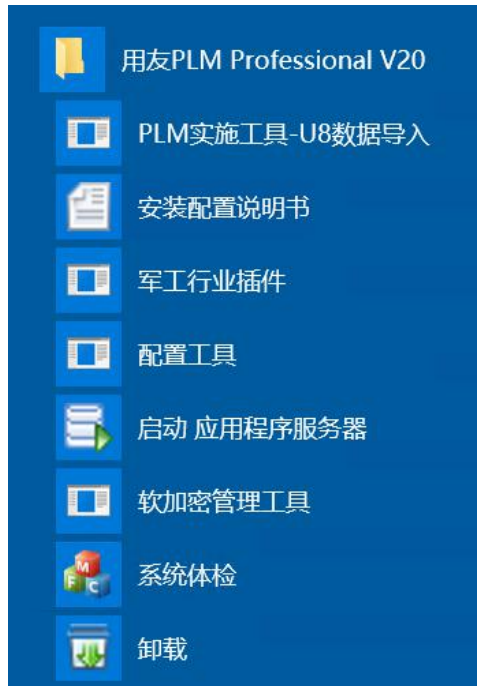 用友PLM Professional V20
PLM实施工具-U8数据导入
安装配置说明书
军工行业插件
配置工具
启动 应用程序服务器
软加密管理工具
系统体检
卸载